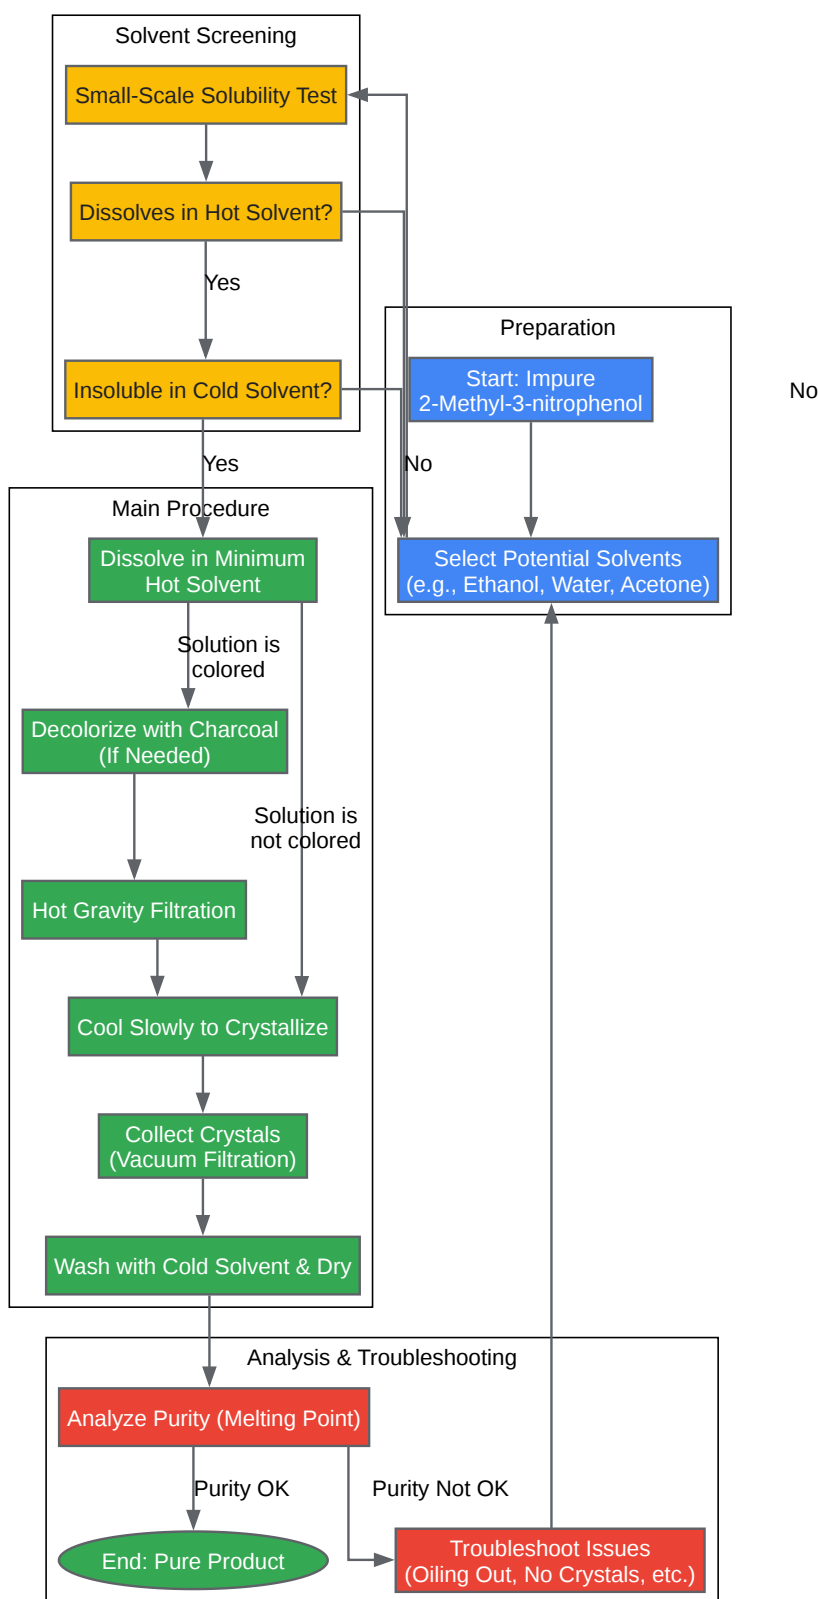 Solvent Screening
Small-Scale Solubility Test
Dissolves in Hot Solvent?
Yes
Insoluble in Cold Solvent?
Yes
Preparation
Start: Impure
2-Methyl-3-nitrophenol
No
No
Select Potential Solvents
(e.g., Ethanol, Water, Acetone)
Main Procedure
Dissolve in Minimum
Hot Solvent
Solution is
colored
Decolorize with Charcoal
(If Needed)
Solution is
not colored
Hot Gravity Filtration
Cool Slowly to Crystallize
Collect Crystals
(Vacuum Filtration)
Wash with Cold Solvent & Dry
Analysis & Troubleshooting
Analyze Purity (Melting Point)
Purity OK
Purity Not OK
End: Pure Product
Troubleshoot Issues
(Oiling Out, No Crystals, etc.)